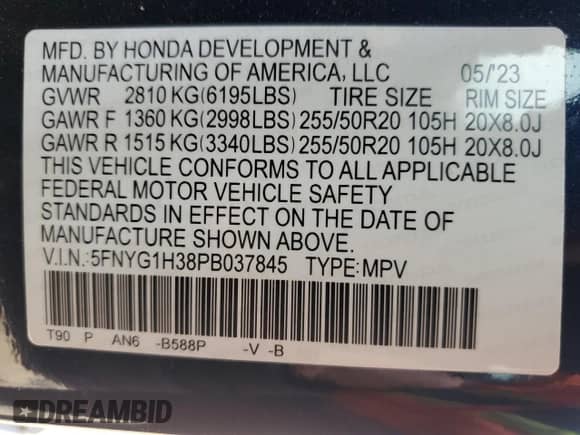 MFD. BY HONDA DEVELOPMENT &
MANUFACTURING OF AMERICA, LLC 05/'23
GVWR 2810 KG(6195LBS) TIRE SIZE RIM SIZE
GAWR F 1360 KG(2998LBS) 255/50R20 105H 20X8.0J
GAWR R 1515 KG(3340LBS) 255/50R20 105H 20X8.0J
THIS VEHICLE CONFORMS TO ALL APPLICABLE
FEDERAL MOTOR VEHICLE SAFETY
STANDARDS IN EFFECT ON THE DATE OF
MANUFACTURE SHOWN ABOVE.
V.I.N.:5FNYG1H38PB037845 TYPE:MPV
T90 P AN6 -B588P -V -B
DREAMBID